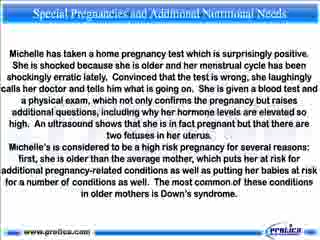 Special Pregnancies and Additional Nutritional Needs
Michelle has taken a home pregnancy test which is surprisingly positive.
She is shocked because she is older and her menstrual cycle has been
shockingly erratic lately. Convinced that the test is wrong, she laughingly
calls her doctor and tells him what is going on. She is given a blood test and
a physical exam, which not only confirms the pregnancy but raises
additional questions, including why her hormone levels are elevated so
high. An ultrasound shows that she is in fact pregnant but that there are
two fetuses in her uterus.
Michelle's is considered to be a high risk pregnancy for several reasons:
first, she is older than the average mother, which puts her at risk for
additional pregnancy-related conditions as well as putting her babies at risk
for a number of conditions as well. The most common of these conditions
in older mothers is Down's syndrome.
www.prolica.com
prolica